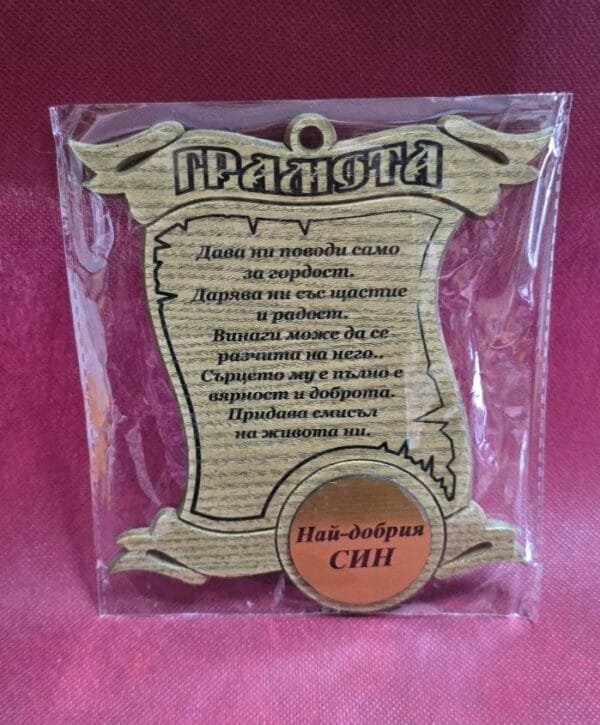 ГРАМОТА
Дава ни поводи само
за гордост.
Дарява ни със щастие
и радост.
Винаги може да се
разчита на него..
Сърцето му е пълно с
вярност и доброта.
Придава смисъл
на живота ни.
Най-добрия
СИН